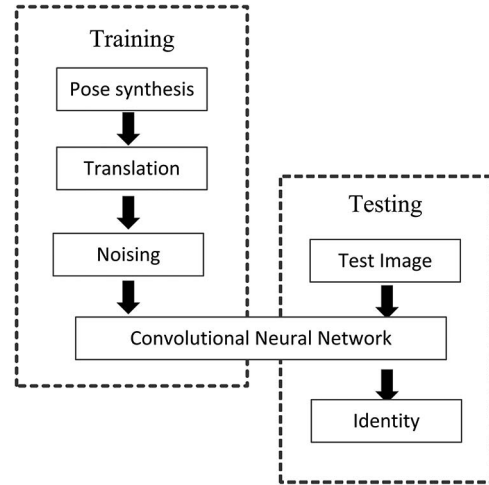 Training
Pose synthesis
Translation
Noising
Testing
Test Image
Convolutional Neural Network
Identity